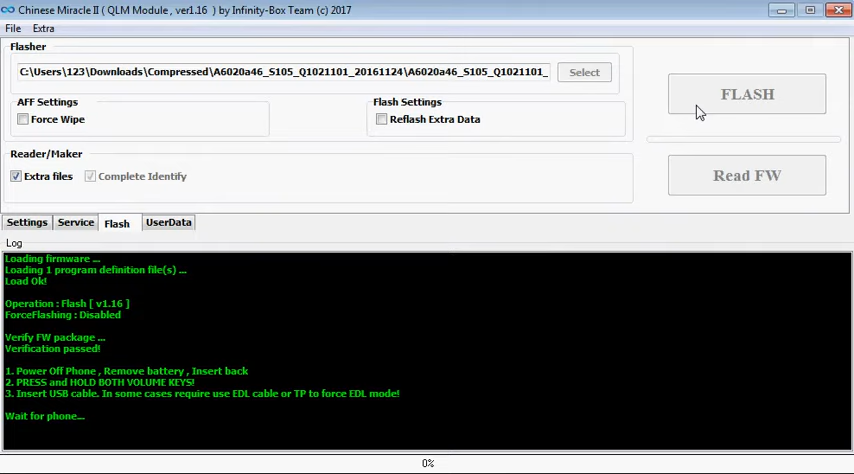 Chinese Miracle II ( QLM Module , ver1.16 ) by Infinity-Box Team (c) 2017
File Extra
Flasher
C:\Users\123\Downloads\Compressed\A6020a46_S105_Q1021101_20161124\A6020a46_S105_Q1021101_
Select
FLASH
AFF Settings
Force Wipe
Flash Settings
Reflash Extra Data
Reader/Maker
Extra files
Complete Identify
Read FW
Settings Service Flash UserData
Log
Loading firmware ...
Loading 1 program definition file(s) ...
Load Ok!
Operation : Flash [ v1.16 ]
ForceFlashing : Disabled
Verify FW package ...
Verification passed!
1. Power Off Phone , Remove battery , Insert back
2. PRESS and HOLD BOTH VOLUME KEYS!
3. Insert USB cable. In some cases require use EDL cable or TP to force EDL mode!
Wait for phone...
0%